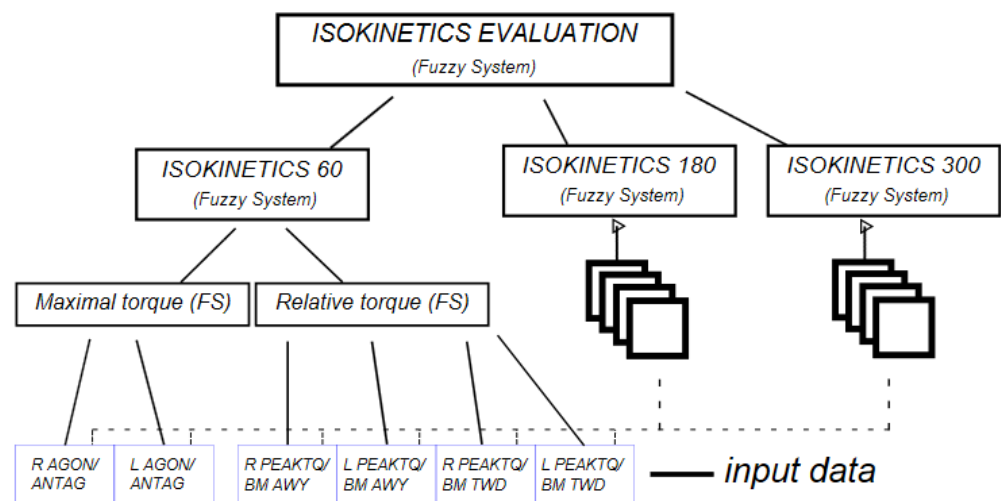 ISOKINETICS EVALUATION
(Fuzzy System)
ISOKINETICS 60
(Fuzzy System)
ISOKINETICS 180
(Fuzzy System)
ISOKINETICS 300
(Fuzzy System)
Maximal torque (FS)
Relative torque (FS)
R AGON/
ANTAG
L AGON/
ANTAG
R PEAKTQ/
BM AWY
L PEAKTQ/
BM AWY
R PEAKTQ/
BM TWD
L PEAKTQ/
BM TWD
input data